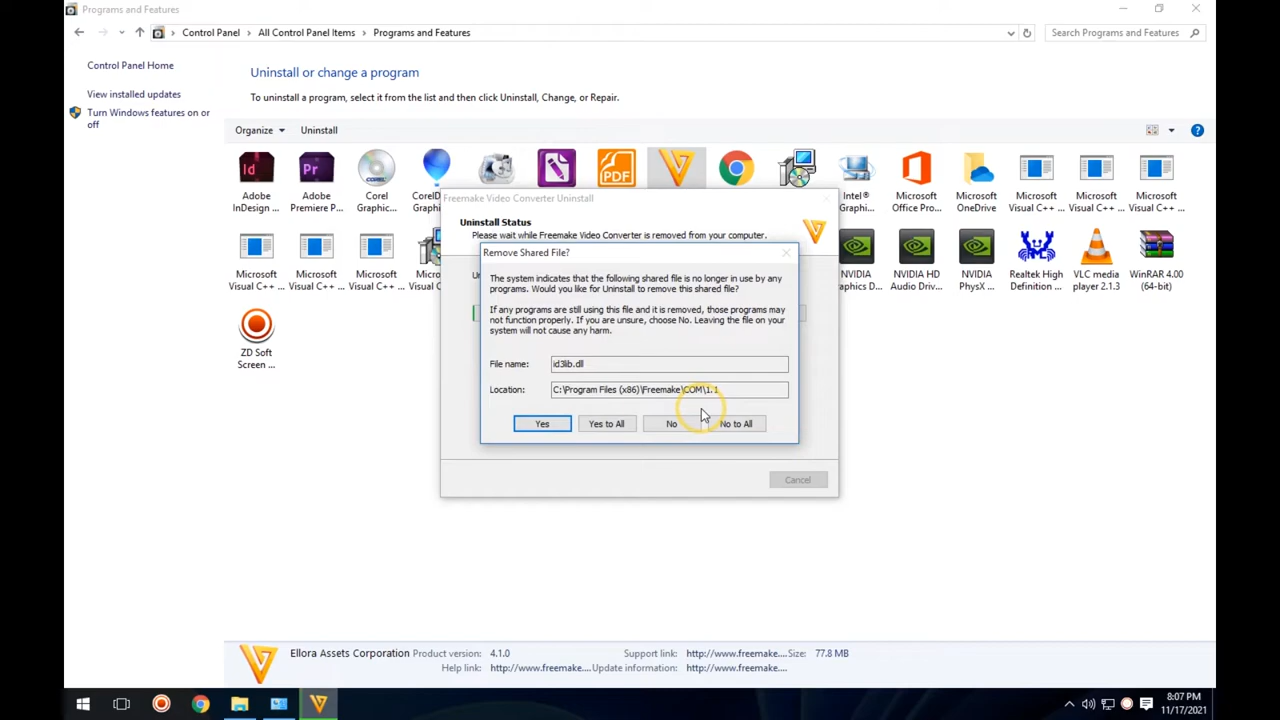 Programs and Features
Control Panel > All Control Panel Items > Programs and Features
Search Programs and Features
Control Panel Home
View installed updates
Turn Windows features on or
off
Uninstall or change a program
To uninstall a program, select it from the list and then click Uninstall, Change, or Repair.
Organize
Uninstall
Adobe
InDesign ...
Adobe
Premiere P...
Corel
Graphic...
CorelD...
Graphi...
Intel®
Graphi...
Microsoft
Office Pro...
Microsoft
OneDrive
Microsoft
Visual C++ ...
Microsoft
Visual C++ ...
Microsoft
Visual C++ ...
Microsoft
Visual C++ ...
Microsoft
Visual C++ ...
Microsoft
Visual C++ ...
Micros...
Visual C...
NVIDIA
Graphics D...
NVIDIA HD
Audio Driv...
NVIDIA
PhysX ...
Realtek High
Definition ...
VLC media
player 2.1.3
WinRAR 4.00
(64-bit)
ZD Soft
Screen ...
Freemake Video Converter Uninstall
Uninstall Status
Please wait while Freemake Video Converter is removed from your computer.
Remove Shared File?
The system indicates that the following shared file is no longer in use by any
programs. Would you like for Uninstall to remove this shared file?
If any programs are still using this file and it is removed, those programs may
not function properly. If you are unsure, choose No. Leaving the file on your
system will not cause any harm.
File name: id3lib.dll
Location: C:\Program Files (x86)\Freemake\COM\1.1
Yes
Yes to All
No
No to All
Cancel
Ellora Assets Corporation Product version: 4.1.0 Support link: http://www.freemake.... Size: 77.8 MB
Help link: http://www.freemake.... Update information: http://www.freemake....
8:07 PM
11/17/2021